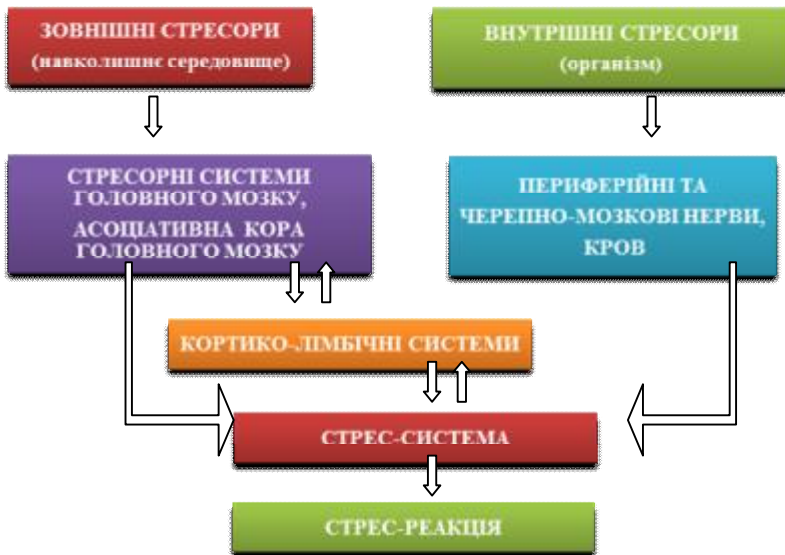 ЗОВНІШНІ СТРЕСОРИ
(навколишнє середовище)
ВНУТРІШНІ СТРЕСОРИ
(організм)
СТРЕСОРНІ СИСТЕМИ
ГОЛОВНОГО МОЗКУ,
АСОЦІАТИВНА КОРА
ГОЛОВНОГО МОЗКУ
ПЕРИФЕРІЙНІ ТА
ЧЕРЕПНО-МОЗКОВІ НЕРВИ,
КРОВ
КОРТИКО-ЛІМБІЧНІ СИСТЕМИ
СТРЕС-СИСТЕМА
СТРЕС-РЕАКЦІЯ